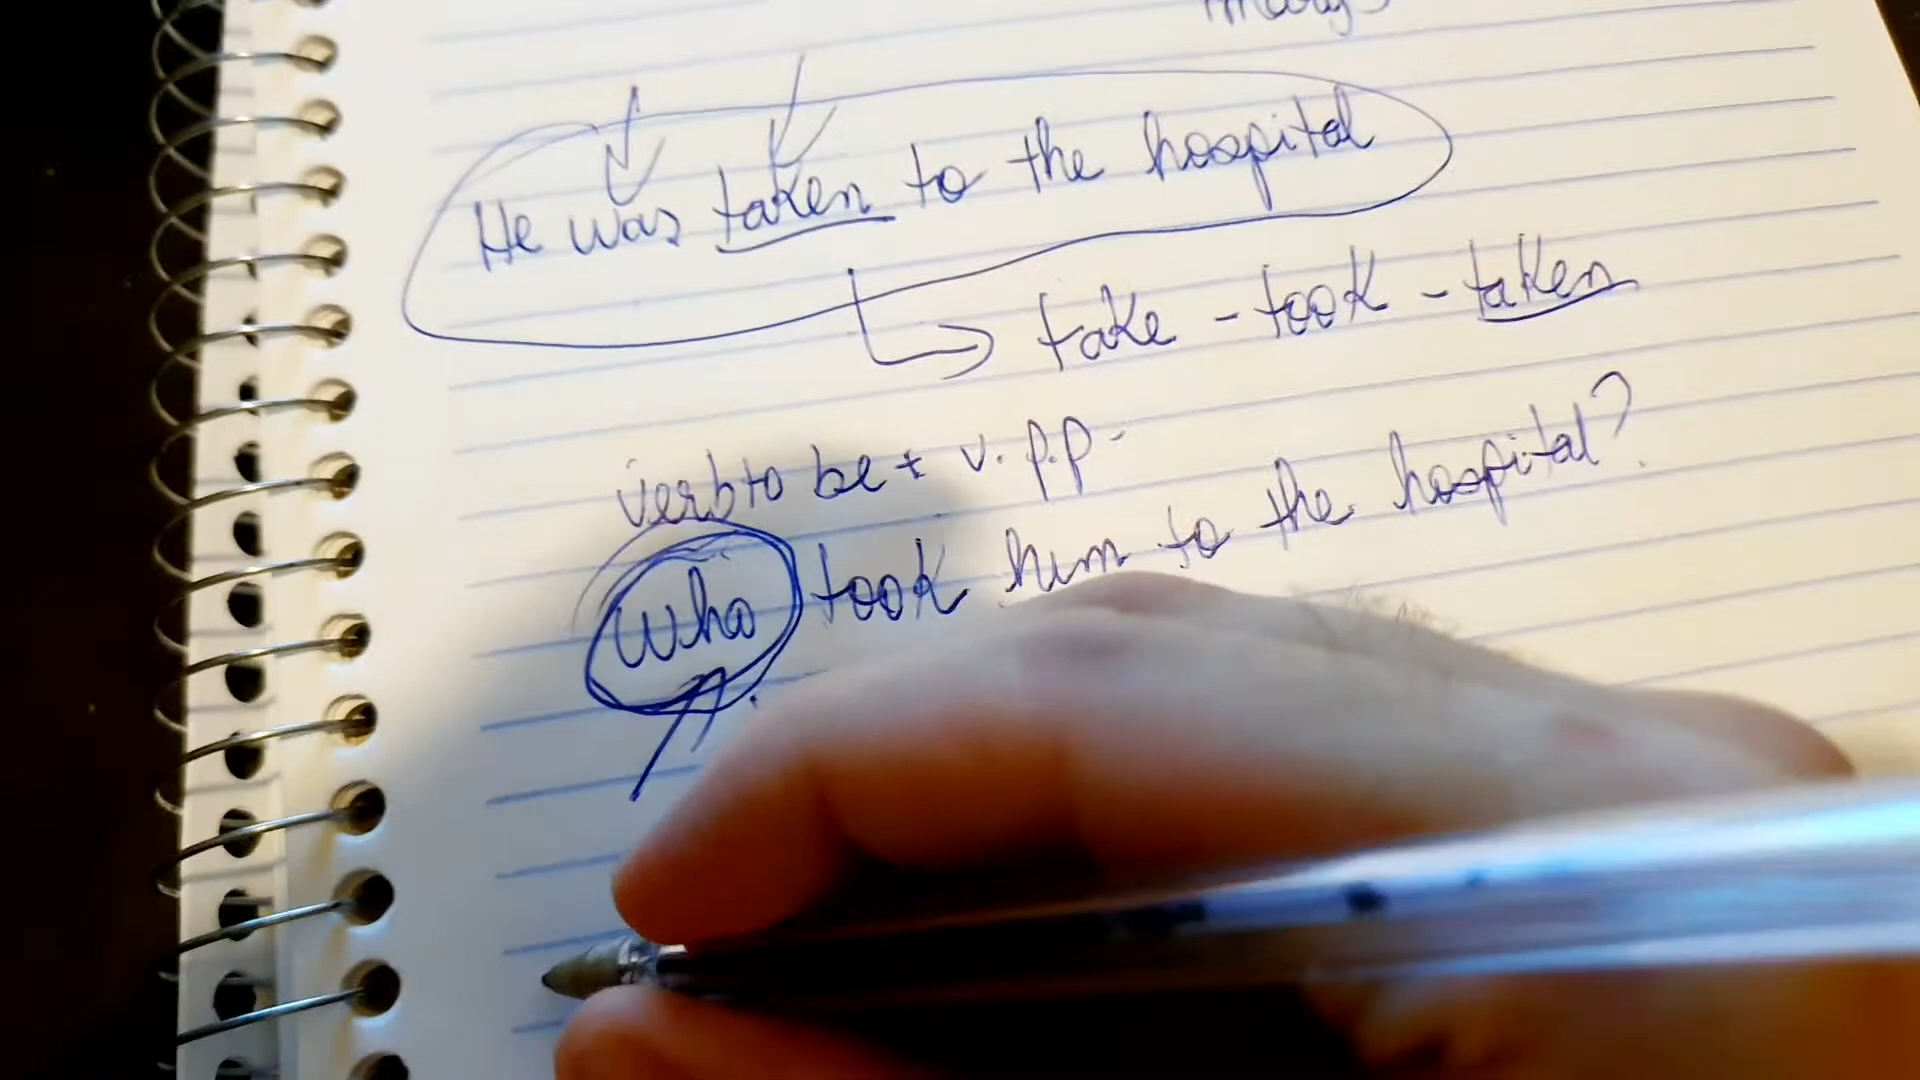 He was taken to the hospital
take - took - taken
verb to be + v. p.p.
who took him to the hospital?